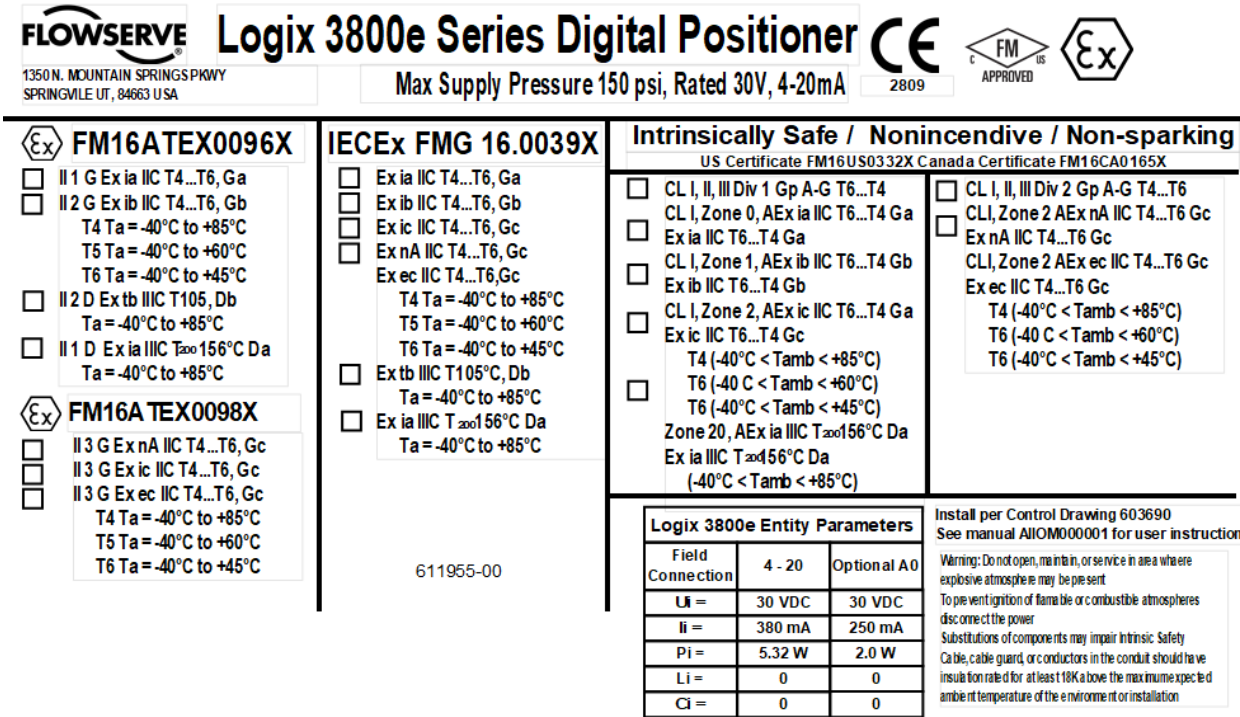 FLOWSERVE
®
1350 N. MOUNTAIN SPRINGS PKWY
SPRINGVILE UT, 84663 USA
Logix 3800e Series Digital Positioner
Max Supply Pressure 150 psi, Rated 30V, 4-20mA
CE
2809
FM
C US
APPROVED
Ex
Ex FM16ATEX0096X
II 1 G Ex ia IIC T4...T6, Ga
II 2 G Ex ib IIC T4...T6, Gb
T4 Ta = -40°C to +85°C
T5 Ta = -40°C to +60°C
T6 Ta = -40°C to +45°C
II 2 D Ex tb IIIC T105, Db
Ta = -40°C to +85°C
II 1 D Ex ia IIIC T200 156°C Da
Ta = -40°C to +85°C
Ex FM16ATEX0098X
II 3 G Ex nA IIC T4...T6, Gc
II 3 G Ex ic IIC T4...T6, Gc
II 3 G Ex ec IIC T4...T6, Gc
T4 Ta = -40°C to +85°C
T5 Ta = -40°C to +60°C
T6 Ta = -40°C to +45°C
IECEx FMG 16.0039X
Ex ia IIC T4...T6, Ga
Ex ib IIC T4...T6, Gb
Ex ic IIC T4...T6, Gc
Ex nA IIC T4...T6, Gc
Ex ec IIC T4...T6,Gc
T4 Ta = -40°C to +85°C
T5 Ta = -40°C to +60°C
T6 Ta = -40°C to +45°C
Ex tb IIIC T105°C, Db
Ta = -40°C to +85°C
Ex ia IIIC T200 156°C Da
Ta = -40°C to +85°C
611955-00
Intrinsically Safe / Nonincendive / Non-sparking
US Certificate FM16US0332X Canada Certificate FM16CA0165X
CL I, II, III Div 1 Gp A-G T6...T4
CL I, Zone 0, AEx ia IIC T6...T4 Ga
Ex ia IIC T6...T4 Ga
CL I, Zone 1, AEx ib IIC T6...T4 Gb
Ex ib IIC T6...T4 Gb
CL I, Zone 2, AEx ic IIC T6...T4 Ga
Ex ic IIC T6...T4 Gc
T4 (-40°C < Tamb < +85°C)
T6 (-40 C < Tamb < +60°C)
T6 (-40°C < Tamb < +45°C)
Zone 20, AEx ia IIIC T200 156°C Da
Ex ia IIIC T200 156°C Da
(-40°C < Tamb < +85°C)
CL I, II, III Div 2 Gp A-G T4...T6
CLI, Zone 2 AEx nA IIC T4...T6 Gc
Ex nA IIC T4...T6 Gc
CLI, Zone 2 AEx ec IIC T4...T6 Gc
Ex ec IIC T4...T6 Gc
T4 (-40°C < Tamb < +85°C)
T6 (-40 C < Tamb < +60°C)
T6 (-40°C < Tamb < +45°C)
Logix 3800e Entity Parameters
Field Connection 4 - 20 Optional A0
Ui = 30 VDC 30 VDC
Ii = 380 mA 250 mA
Pi = 5.32 W 2.0 W
Li = 0 0
Ci = 0 0
Install per Control Drawing 603690
See manual AIIOM000001 for user instruction
Warning: Do not open, maintain, or service in area whaere
explosive atmosphere may be present
To prevent ignition of flamable or combustible atmospheres
disconnect the power
Substitutions of components may impair Intrinsic Safety
Cable, cable guard, or conductors in the conduit should have
insulation rated for at least 18K above the maximume expected
ambient temperature of the environment or installation